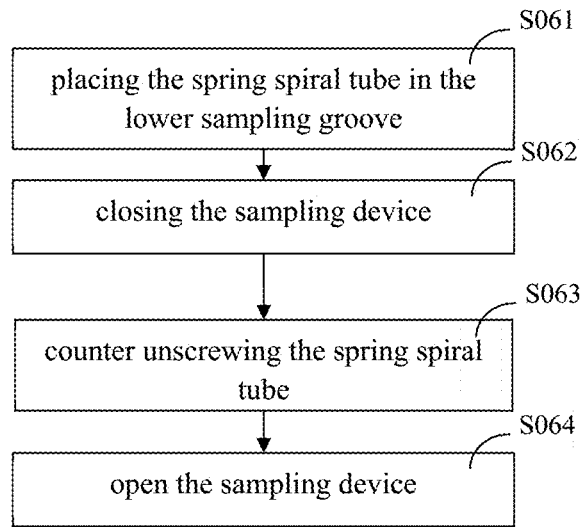 S061
placing the spring spiral tube in the
lower sampling groove
S062
closing the sampling device
S063
counter unscrewing the spring spiral
tube
S064
open the sampling device